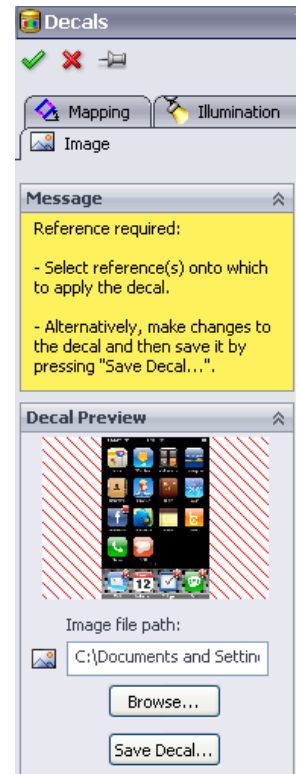 Decals
Mapping
Illumination
Image
Message
Reference required:
- Select reference(s) onto which
to apply the decal.
- Alternatively, make changes to
the decal and then save it by
pressing "Save Decal...".
Decal Preview
12
Image file path:
C:\Documents and Settin
Browse...
Save Decal...